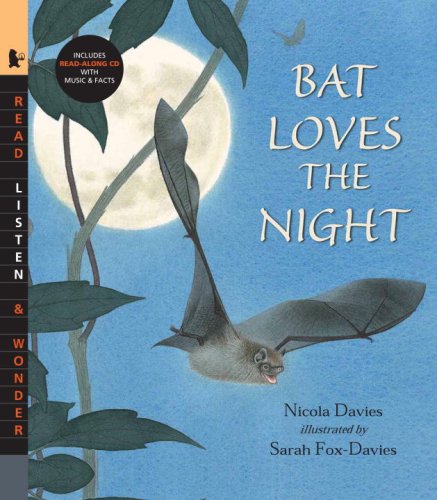 INCLUDES
READ-ALONG CD
WITH
MUSIC & FACTS
READ LISTEN & WONDER
BAT
LOVES
THE
NIGHT
Nicola Davies
illustrated by
Sarah Fox-Davies